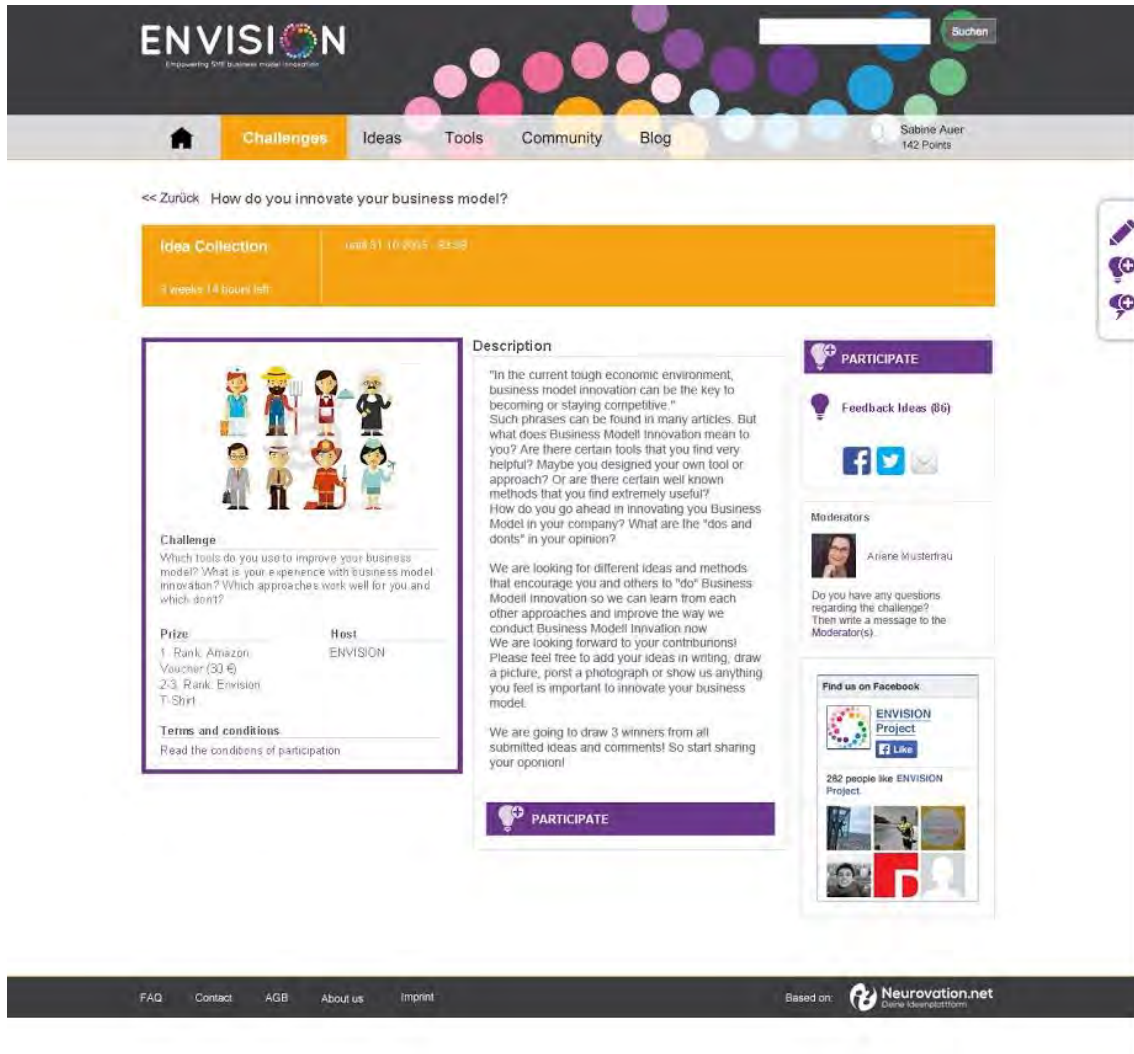 ENVISION
Empowering SME business model innovation
Suchen
Challenges
Ideas
Tools
Community
Blog
Sabine Auer
142 Points
<< Zurück
How do you innovate your business model?
Idea Collection
until 31.10.2015 -
3 weeks 14 hours left
Challenge
Which tools do you use to improve your business
model? What is your experience with business model
innovation? Which approaches work well for you and
which don't?
Prize
1. Rank: Amazon
Voucher (30 €)
2-3. Rank: Envision
T-Shirt
Host
ENVISION
Terms and conditions
Read the conditions of participation
Description
"In the current tough economic environment,
business model innovation can be the key to
becoming or staying competitive."
Such phrases can be found in many articles. But
what does Business Modell Innovation mean to
you? Are there certain tools that you find very
helpful? Maybe you designed your own tool or
approach? Or are there certain well known
methods that you find extremely useful?
How do you go ahead in innovating you Business
Model in your company? What are the "dos and
donts" in your opinion?
We are looking for different ideas and methods
that encourage you and others to "do" Business
Modell Innovation so we can learn from each
other approaches and improve the way we
conduct Business Modell Innvation now
We are looking forward to your contriburions!
Please feel free to add your ideas in writing, draw
a picture, porst a photograph or show us anything
you feel is important to innovate your business
model.
We are going to draw 3 winners from all
submitted ideas and comments! So start sharing
your oponion!
PARTICIPATE
PARTICIPATE
Feedback Ideas (86)
Moderators
Ariane Musterfrau
Do you have any questions
regarding the challenge?
Then write a message to the
Moderator(s).
Find us on Facebook
ENVISION
Project
Like
282 people like ENVISION
Project.
FAQ
Contact
AGB
About us
Imprint
Based on:
Neurovation.net
Deine Ideenplattform